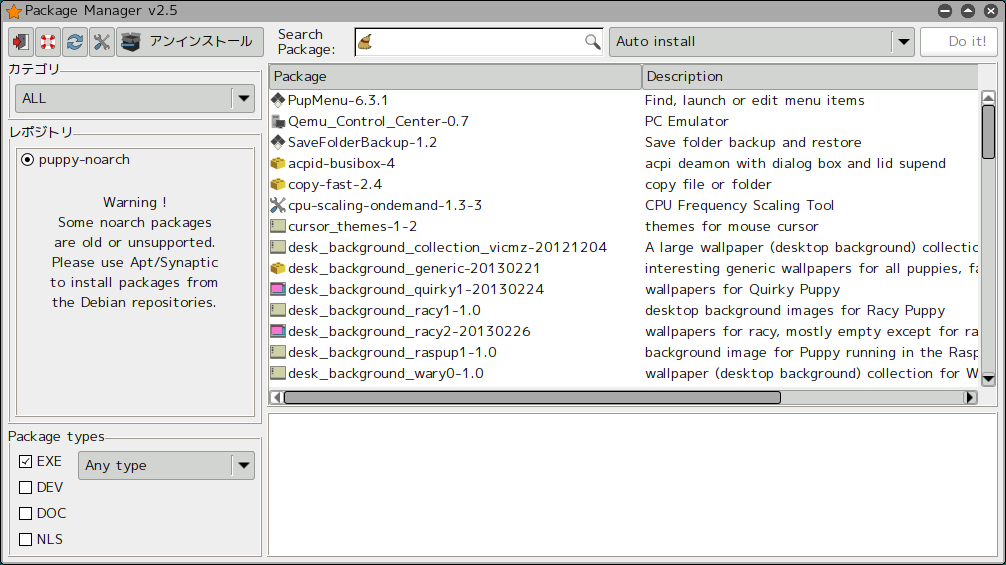 Package Manager v2.5
アンインストール
Search
Package:
Auto install
Do it!
カテゴリ
ALL
レポジトリ
puppy-noarch
Warning !
Some noarch packages
are old or unsupported.
Please use Apt/Synaptic
to install packages from
the Debian repositories.
Package types
EXE
Any type
DEV
DOC
NLS
Package Description
PupMenu-6.3.1 Find, launch or edit menu items
Qemu_Control_Center-0.7 PC Emulator
SaveFolderBackup-1.2 Save folder backup and restore
acpid-busibox-4 acpi deamon with dialog box and lid supend
copy-fast-2.4 copy file or folder
cpu-scaling-ondemand-1.3-3 CPU Frequency Scaling Tool
cursor_themes-1-2 themes for mouse cursor
desk_background_collection_vicmz-20121204 A large wallpaper (desktop background) collectio
desk_background_generic-20130221 interesting generic wallpapers for all puppies, fa
desk_background_quirky1-20130224 wallpapers for Quirky Puppy
desk_background_racy1-1.0 desktop background images for Racy Puppy
desk_background_racy2-20130226 wallpapers for racy, mostly empty except for ra
desk_background_raspup1-1.0 background image for Puppy running in the Rasp
desk_background_wary0-1.0 wallpaper (desktop background) collection for W